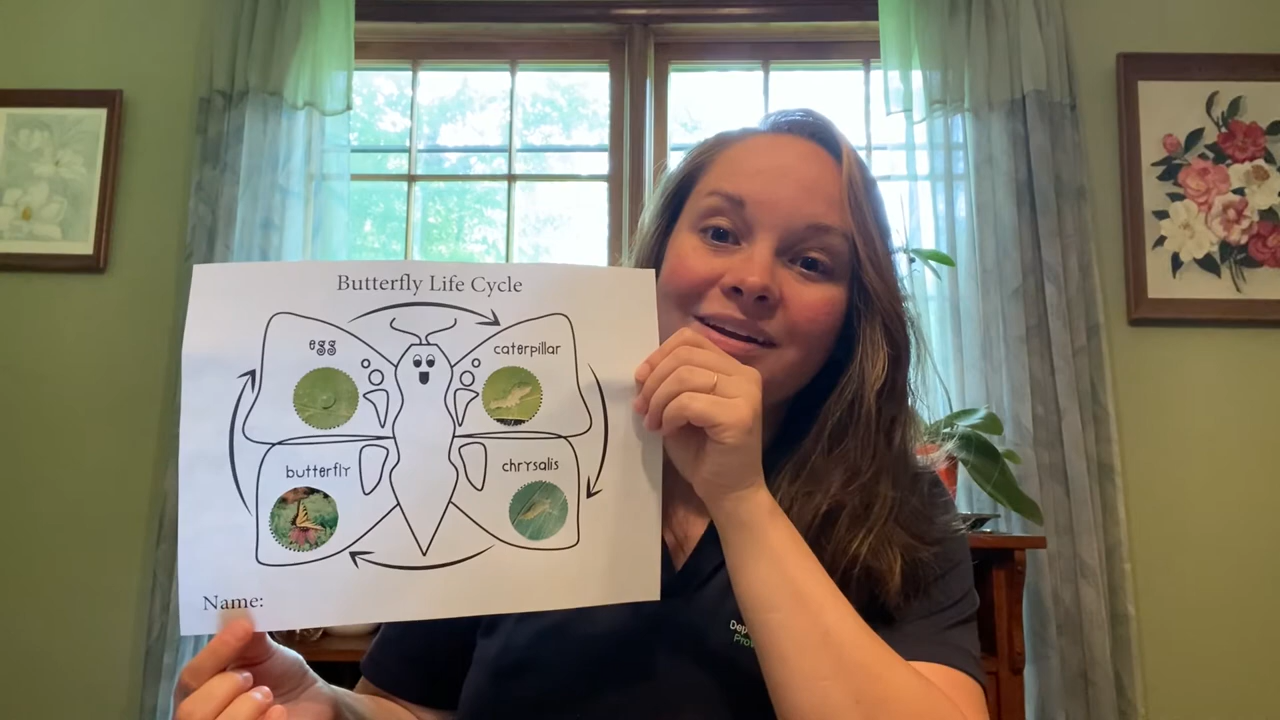 Butterfly Life Cycle
egg
caterpillar
butterfly
chrysalis
Name: